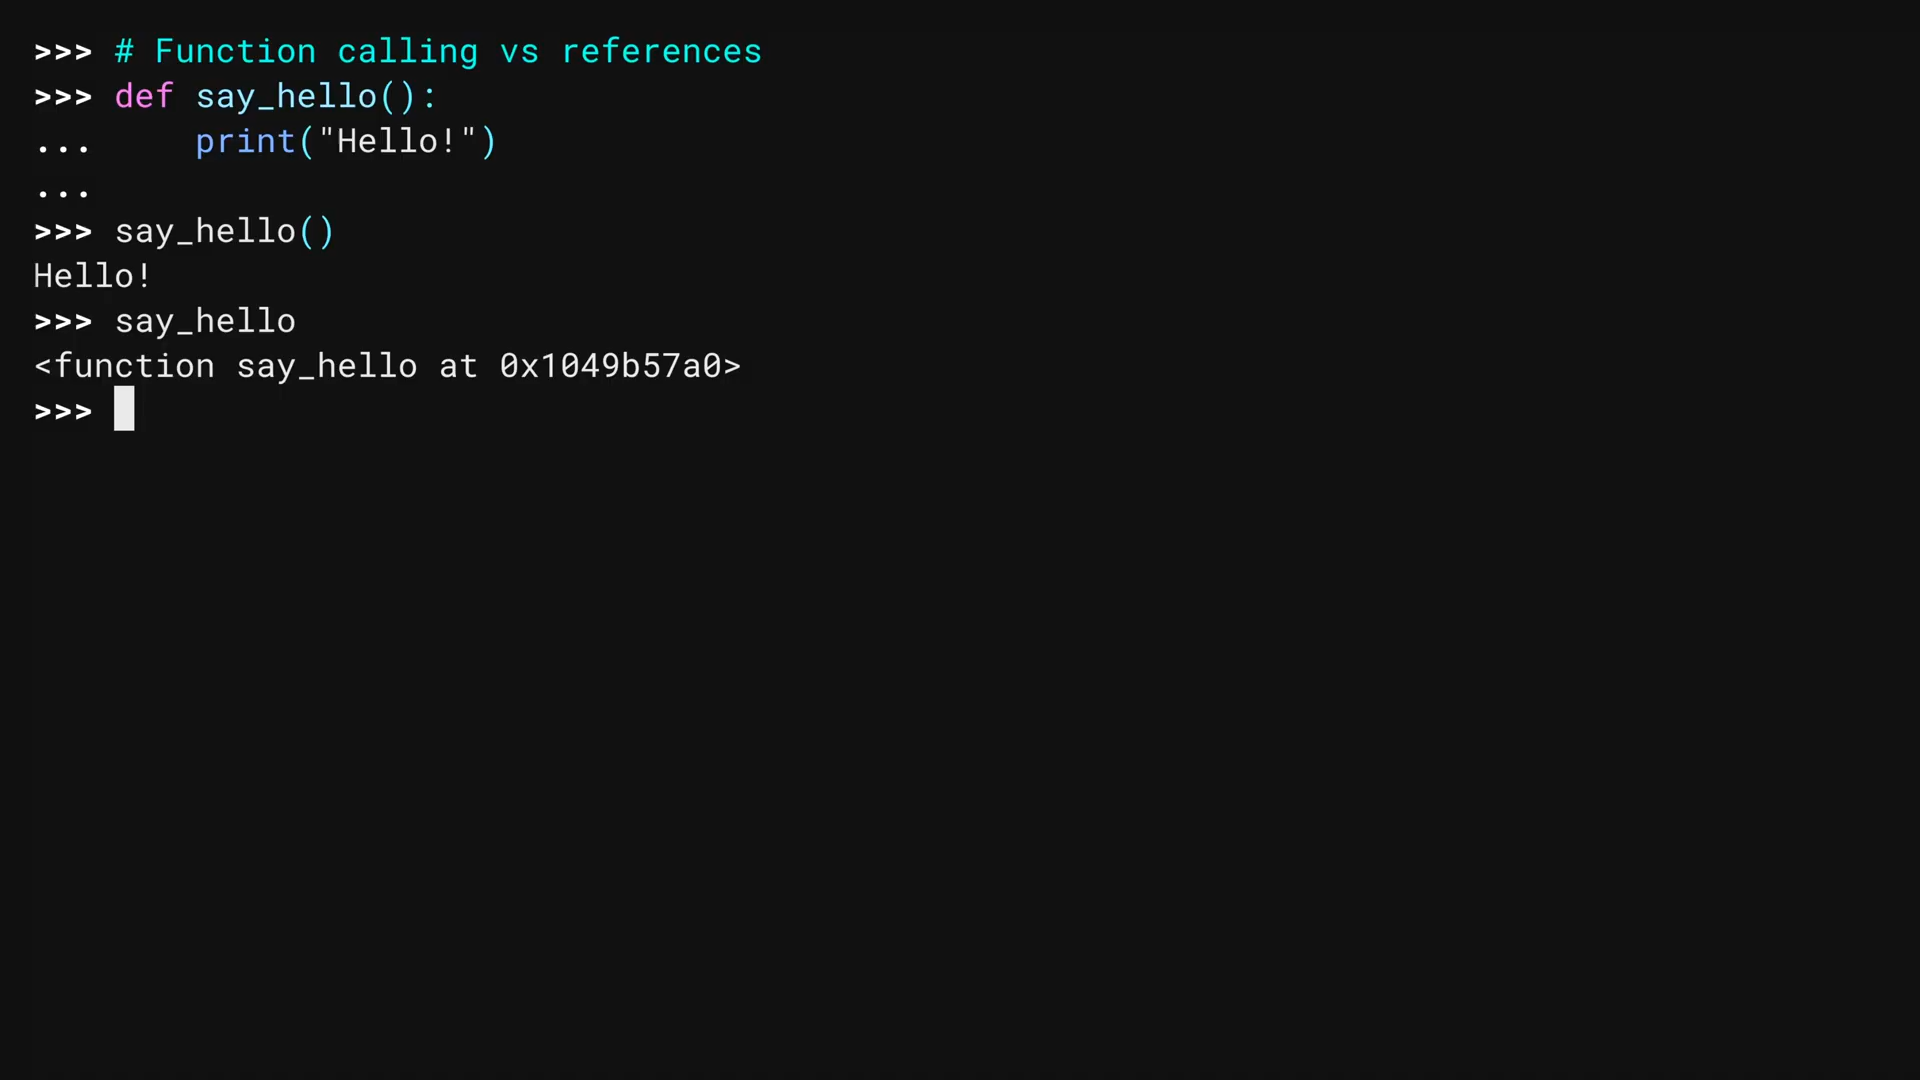 >>> # Function calling vs references
>>> def say_hello():
...     print("Hello!")
...
>>> say_hello()
Hello!
>>> say_hello
<function say_hello at 0x1049b57a0>
>>>